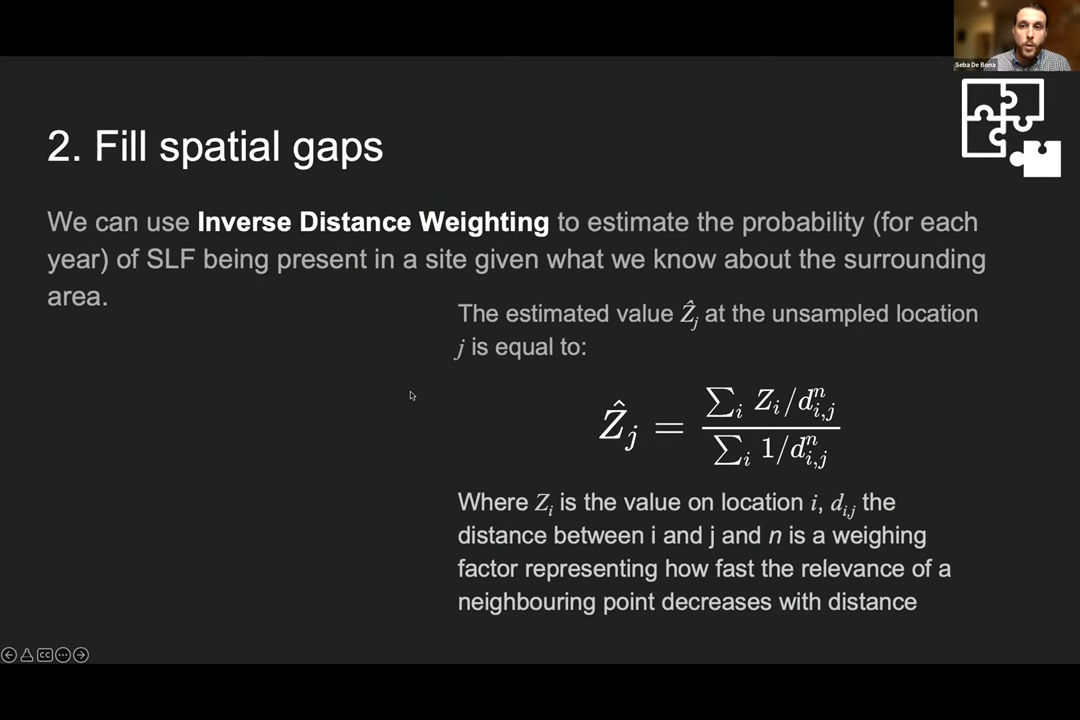 Seba De Bona
2. Fill spatial gaps
We can use Inverse Distance Weighting to estimate the probability (for each
year) of SLF being present in a site given what we know about the surrounding
area.
The estimated value Ẑⱼ at the unsampled location
j is equal to:
Ẑⱼ = ∑ᵢ Zᵢ/dⁿᵢ,ⱼ / ∑ᵢ 1/dⁿᵢ,ⱼ
Where Zᵢ is the value on location i, dᵢ,ⱼ the
distance between i and j and n is a weighing
factor representing how fast the relevance of a
neighbouring point decreases with distance
CC